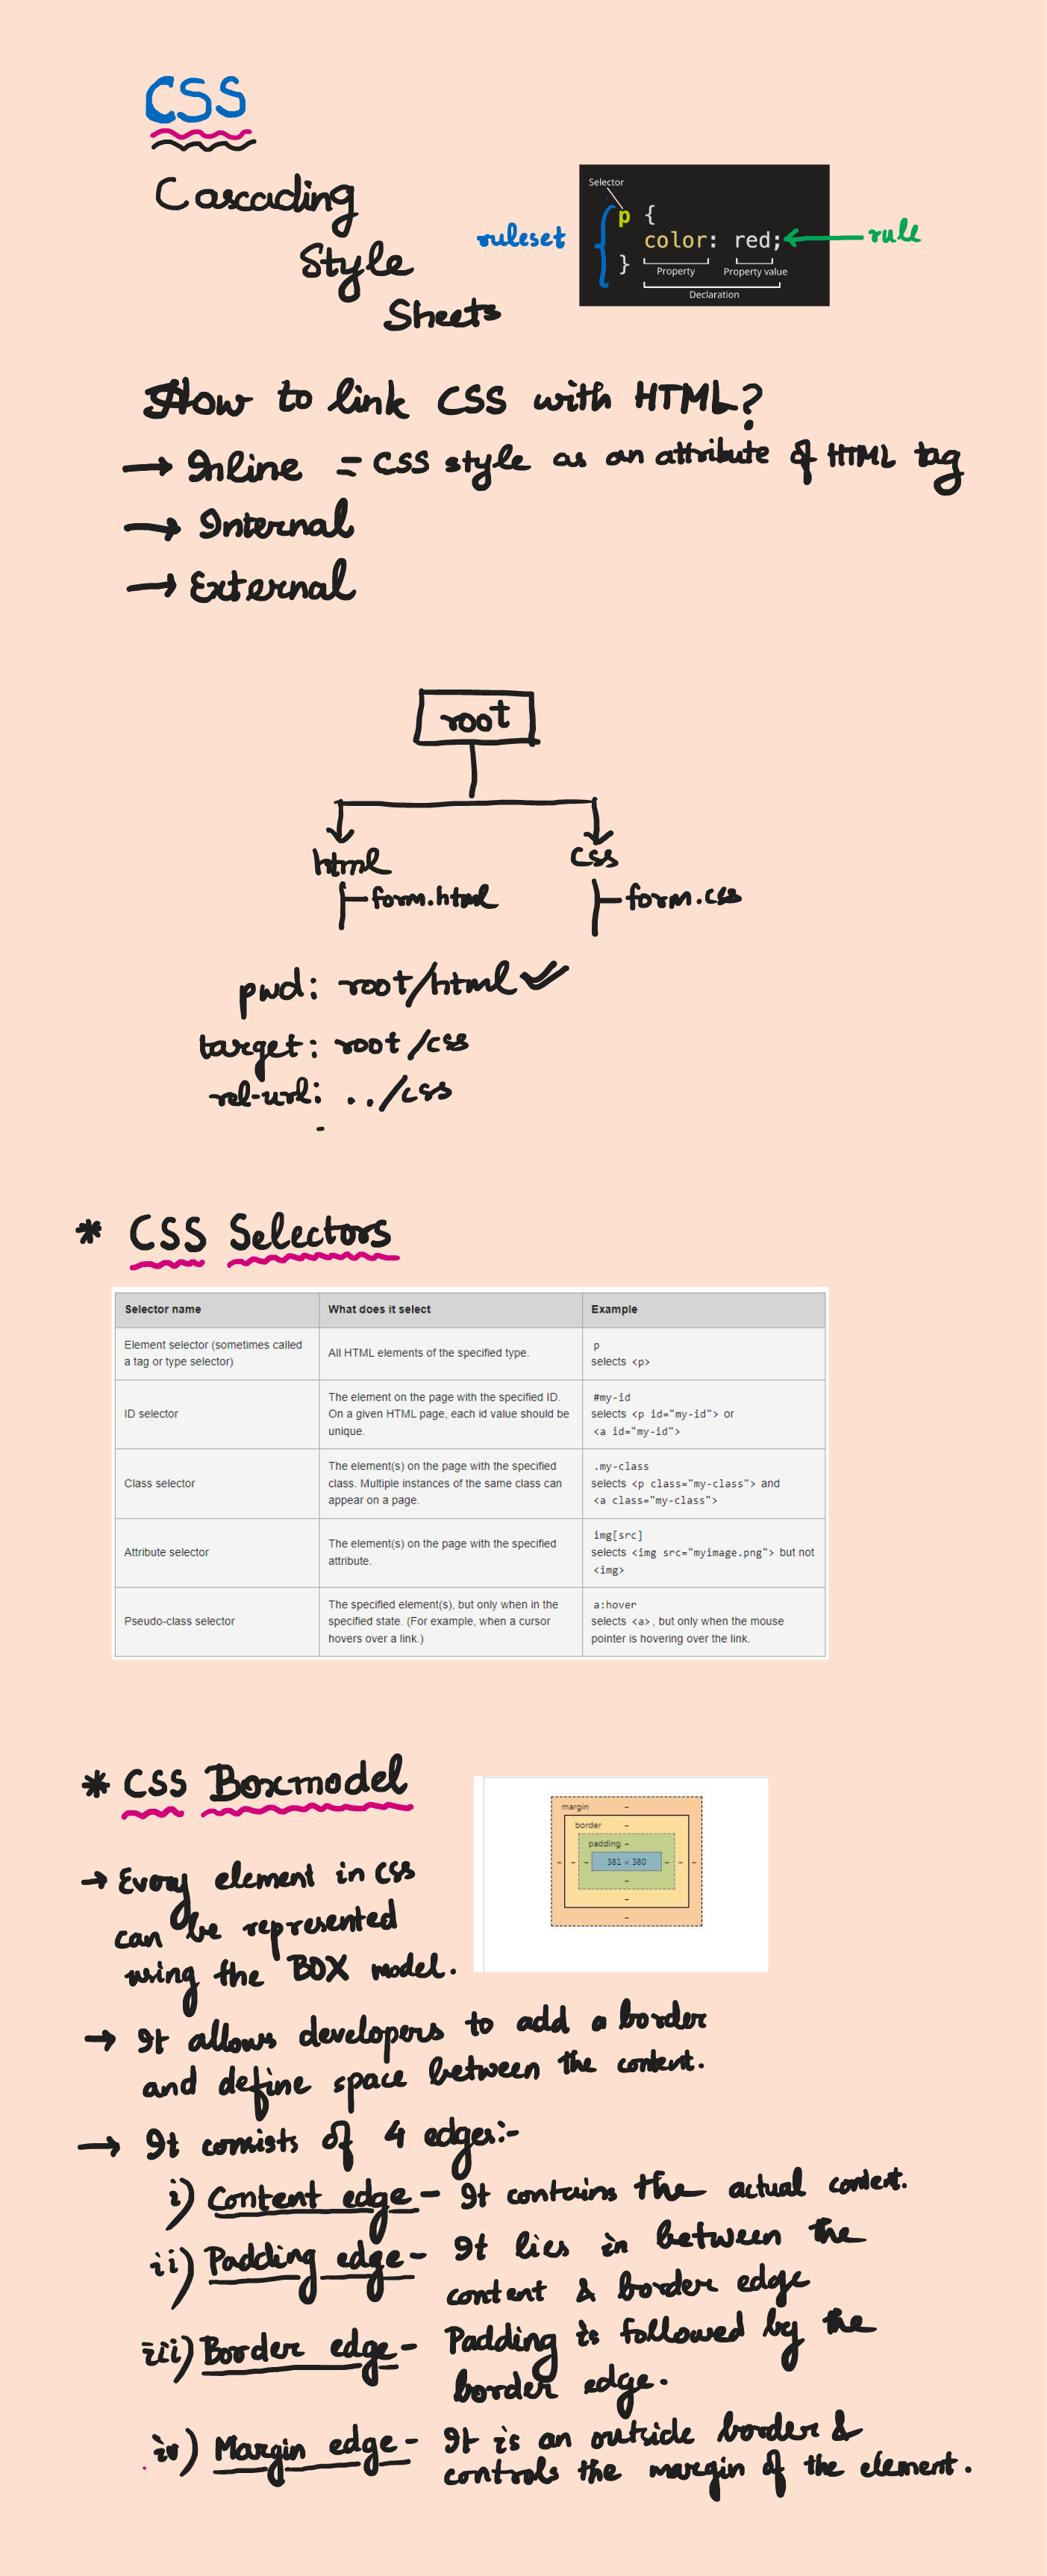 CSS
Cascading
Style
Sheets
ruleset
Selector
p {
color: red;
}
Property
Property value
Declaration
rule
How to link CSS with HTML?
→ Inline = CSS style as an attribute of HTML tag
→ Internal
→ External
root
html
css
form.html
form.css
pwd: root/html
target: root/css
rel-url: ../css
* CSS Selectors
Selector name
What does it select
Example
Element selector (sometimes called
a tag or type selector)
All HTML elements of the specified type.
p
selects <p>
ID selector
The element on the page with the specified ID.
On a given HTML page, each id value should be
unique.
#my-id
selects <p id="my-id"> or
<a id="my-id">
Class selector
The element(s) on the page with the specified
class. Multiple instances of the same class can
appear on a page.
.my-class
selects <p class="my-class"> and
<a class="my-class">
Attribute selector
The element(s) on the page with the specified
attribute.
img[src]
selects <img src="myimage.png"> but not
<img>
Pseudo-class selector
The specified element(s), but only when in the
specified state. (For example, when a cursor
hovers over a link.)
a:hover
selects <a>, but only when the mouse
pointer is hovering over the link.
* CSS Boxmodel
margin -
border -
padding -
- - - 381 × 380 - - -
-
-
-
→ Every element in CSS
can be represented
using the BOX model.
→ It allows developers to add a border
and define space between the content.
→ It consists of 4 edges:-
i) Content edge - It contains the actual content.
ii) Padding edge - It lies in between the
content & border edge
iii) Border edge - Padding is followed by the
border edge.
iv) Margin edge - It is an outside border &
controls the margin of the element.